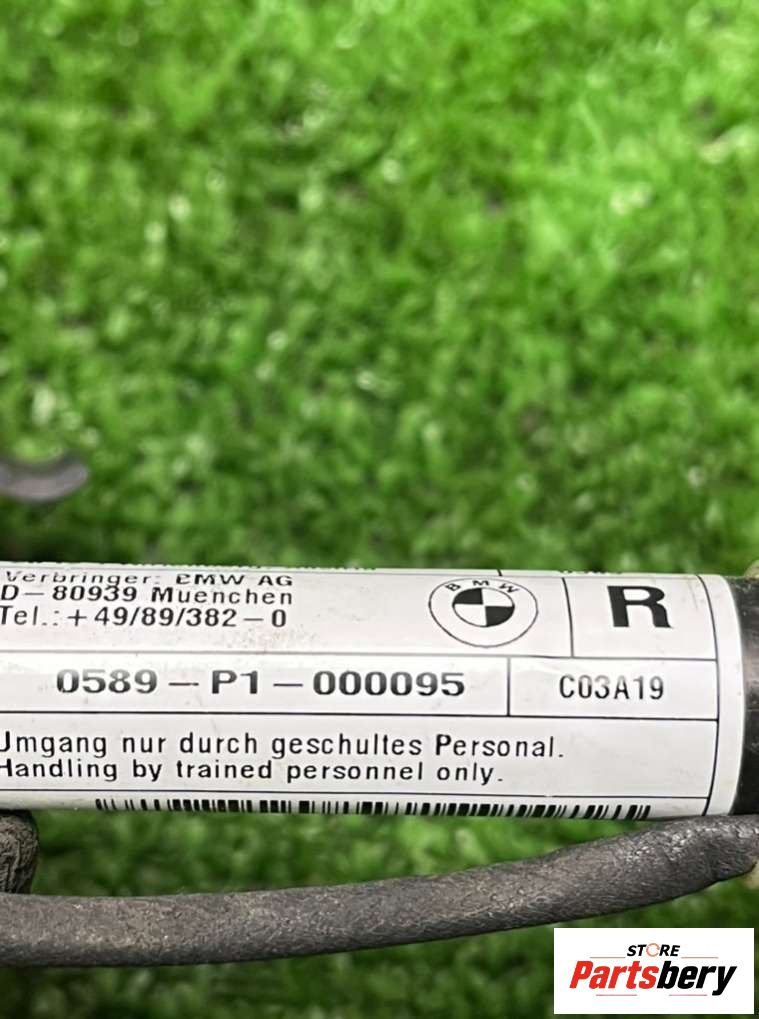 Verbringer: BMW AG
D-80939 Muenchen
Tel.:+49/89/382-0
BMW
R
0589-P1-000095
C03A19
Umgang nur durch geschultes Personal.
Handling by trained personnel only.
STORE
Partsbery